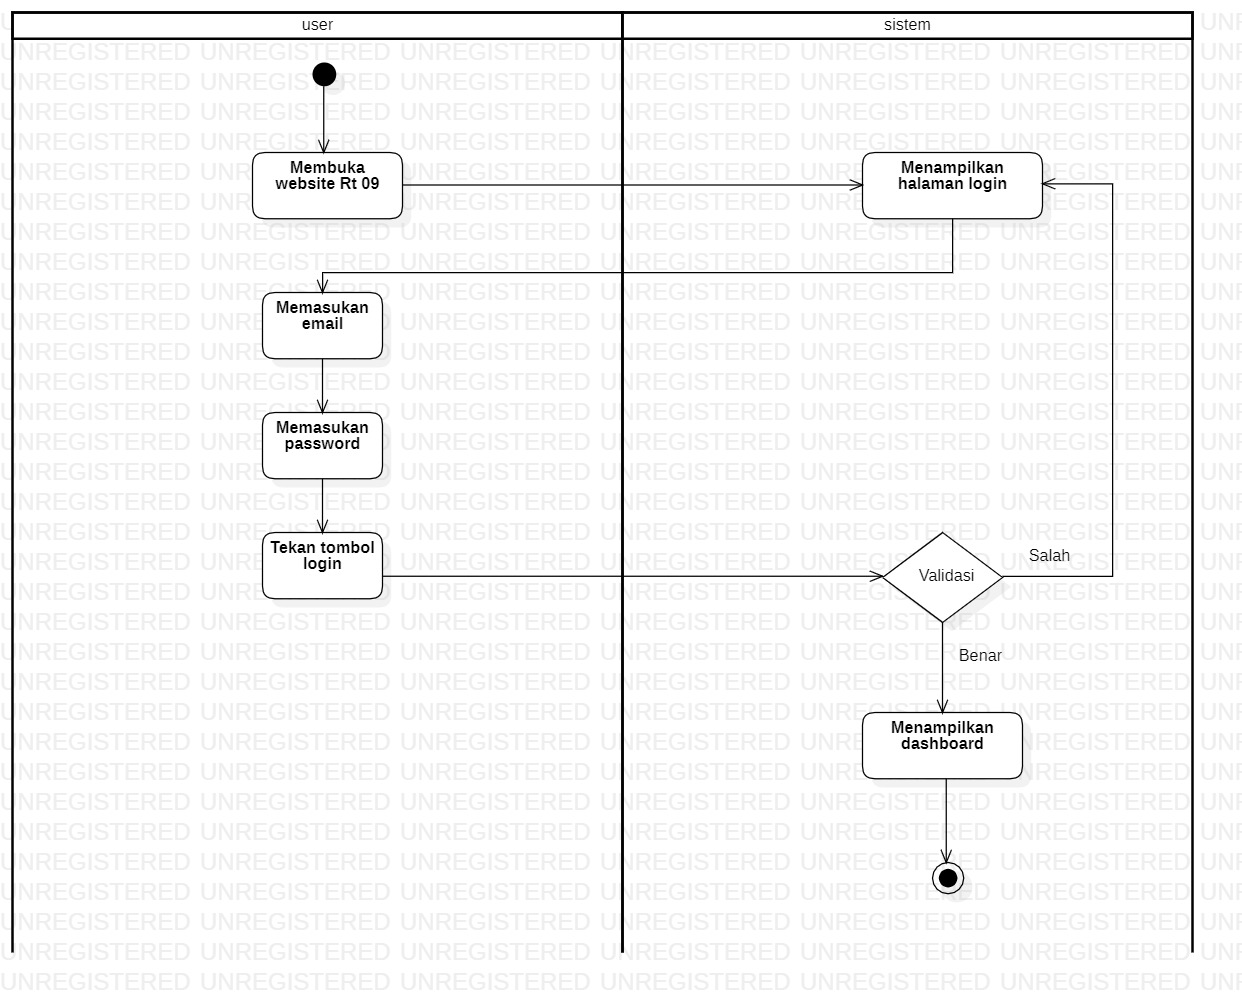 user
sistem
Membuka
website Rt 09
Menampilkan
halaman login
Memasukan
email
Memasukan
password
Tekan tombol
login
Validasi
Salah
Benar
Menampilkan
dashboard
UNREGISTERED